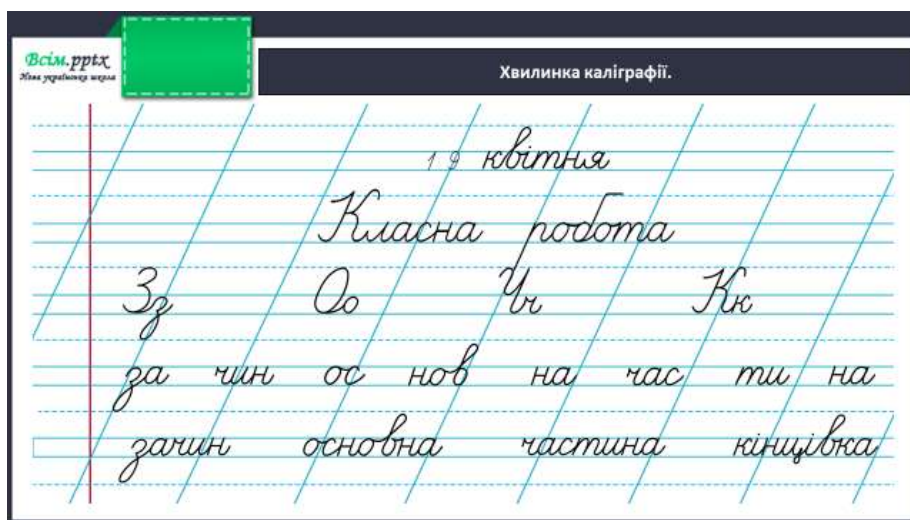 Всім.pptx
Нова українська школа
Хвилинка каліграфії.
19 квітня
Класна робота
Зз Оо Чч Кк
за чин ос нов на час ти на
зачин основна частина кінцівка